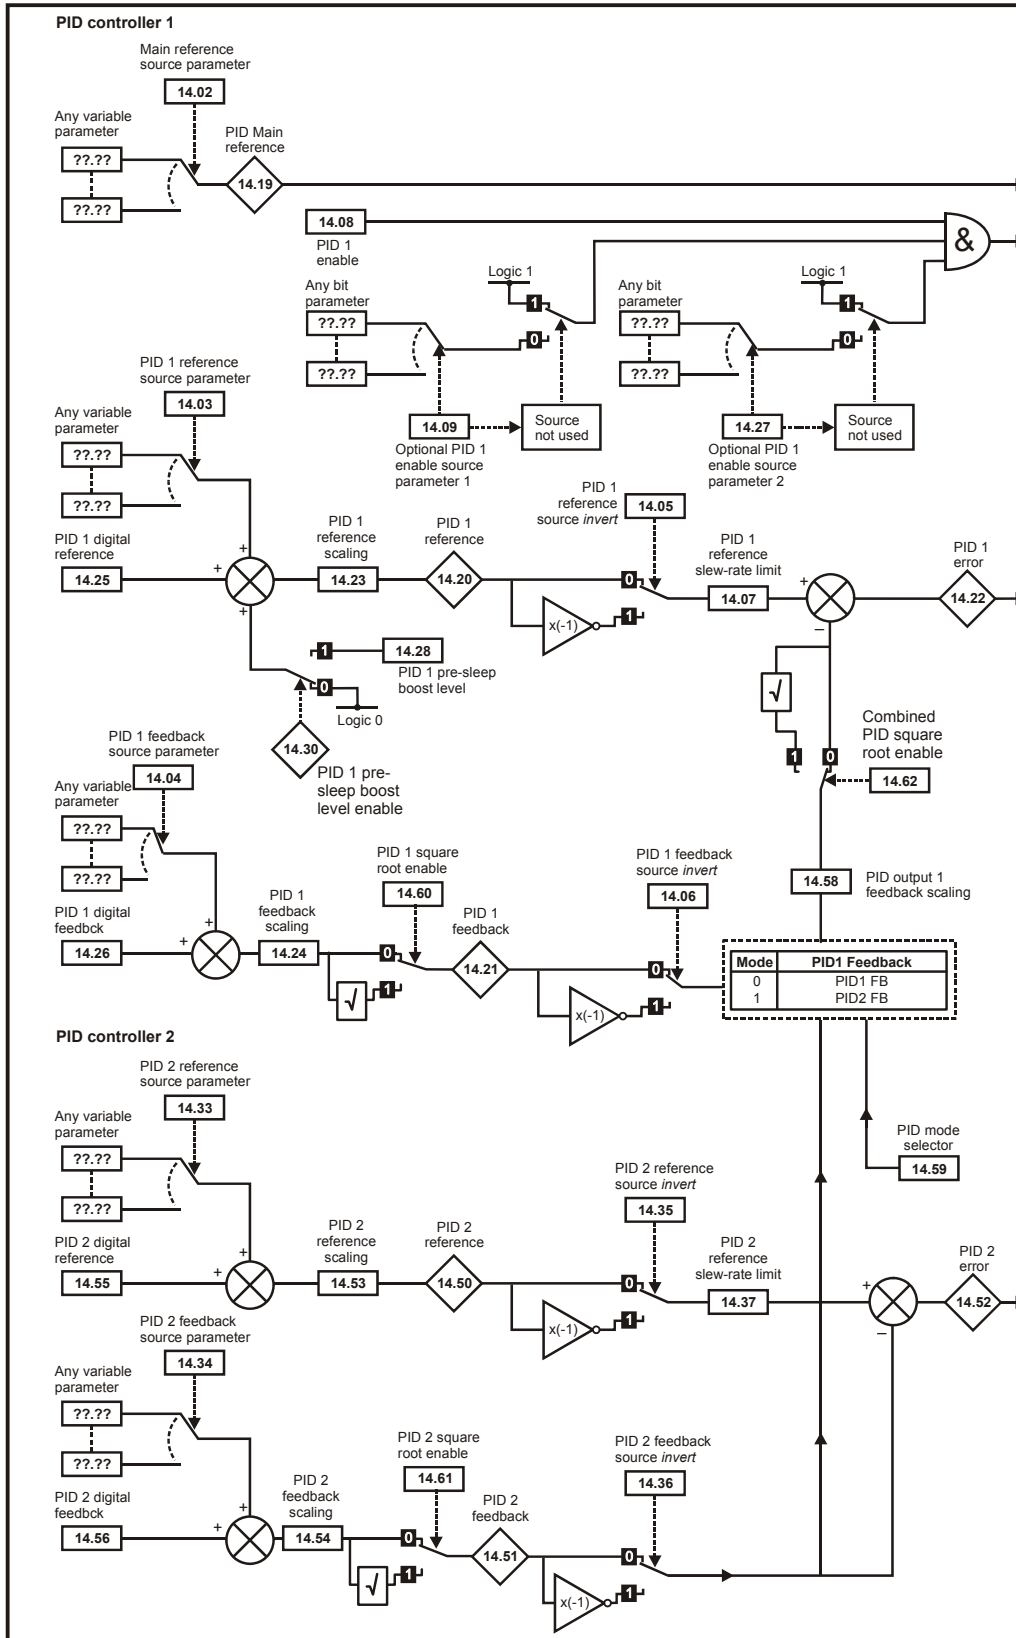 PID controller 1
Main reference
source parameter
14.02
Any variable
parameter
??.??
??.??
PID Main
reference
14.19
14.08
PID 1
enable
&
Logic 1
1
0
Any bit
parameter
??.??
??.??
14.09
Optional PID 1
enable source
parameter 1
Source
not used
Logic 1
1
0
Any bit
parameter
??.??
??.??
14.27
Optional PID 1
enable source
parameter 2
Source
not used
PID 1 reference
source parameter
14.03
Any variable
parameter
??.??
??.??
PID 1 digital
reference
14.25
+
+
+
PID 1
reference
scaling
14.23
PID 1
reference
14.20
PID 1
reference
source invert
14.05
0
x(-1)
1
PID 1
reference
slew-rate limit
14.07
+
–
PID 1
error
14.22
1
14.28
PID 1 pre-sleep
boost level
0
Logic 0
14.30
PID 1 pre-
sleep boost
level enable
√
1
0
Combined
PID square
root enable
14.62
PID 1 feedback
source parameter
14.04
Any variable
parameter
??.??
??.??
PID 1 digital
feedbck
14.26
+
+
PID 1
feedback
scaling
14.24
√
PID 1 square
root enable
14.60
0
1
PID 1
feedback
14.21
PID 1 feedback
source invert
14.06
0
x(-1)
1
14.58
PID output 1
feedback scaling
Mode PID1 Feedback
0 PID1 FB
1 PID2 FB
PID controller 2
PID 2 reference
source parameter
14.33
Any variable
parameter
??.??
??.??
PID 2 digital
reference
14.55
+
+
PID 2
reference
scaling
14.53
PID 2
reference
14.50
PID 2 reference
source invert
14.35
0
x(-1)
1
PID 2
reference
slew-rate limit
14.37
PID mode
selector
14.59
+
–
PID 2
error
14.52
PID 2 feedback
source parameter
14.34
Any variable
parameter
??.??
??.??
PID 2 digital
feedbck
14.56
+
+
PID 2
feedback
scaling
14.54
√
PID 2 square
root enable
14.61
0
1
PID 2
feedback
14.51
PID 2 feedback
source invert
14.36
0
x(-1)
1